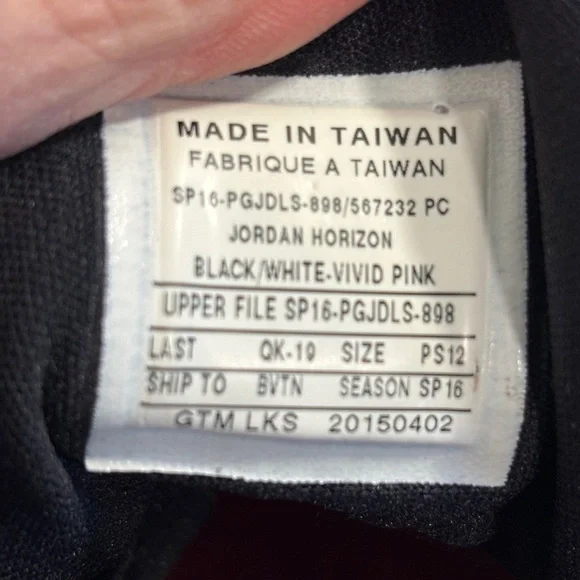 MADE IN TAIWAN
FABRIQUE A TAIWAN
SP16-PGJDLS-898/567232 PC
JORDAN HORIZON
BLACK/WHITE-VIVID PINK
UPPER FILE SP16-PGJDLS-898
LAST QK-19 SIZE PS12
SHIP TO BVTN SEASON SP16
GTM LKS 20150402